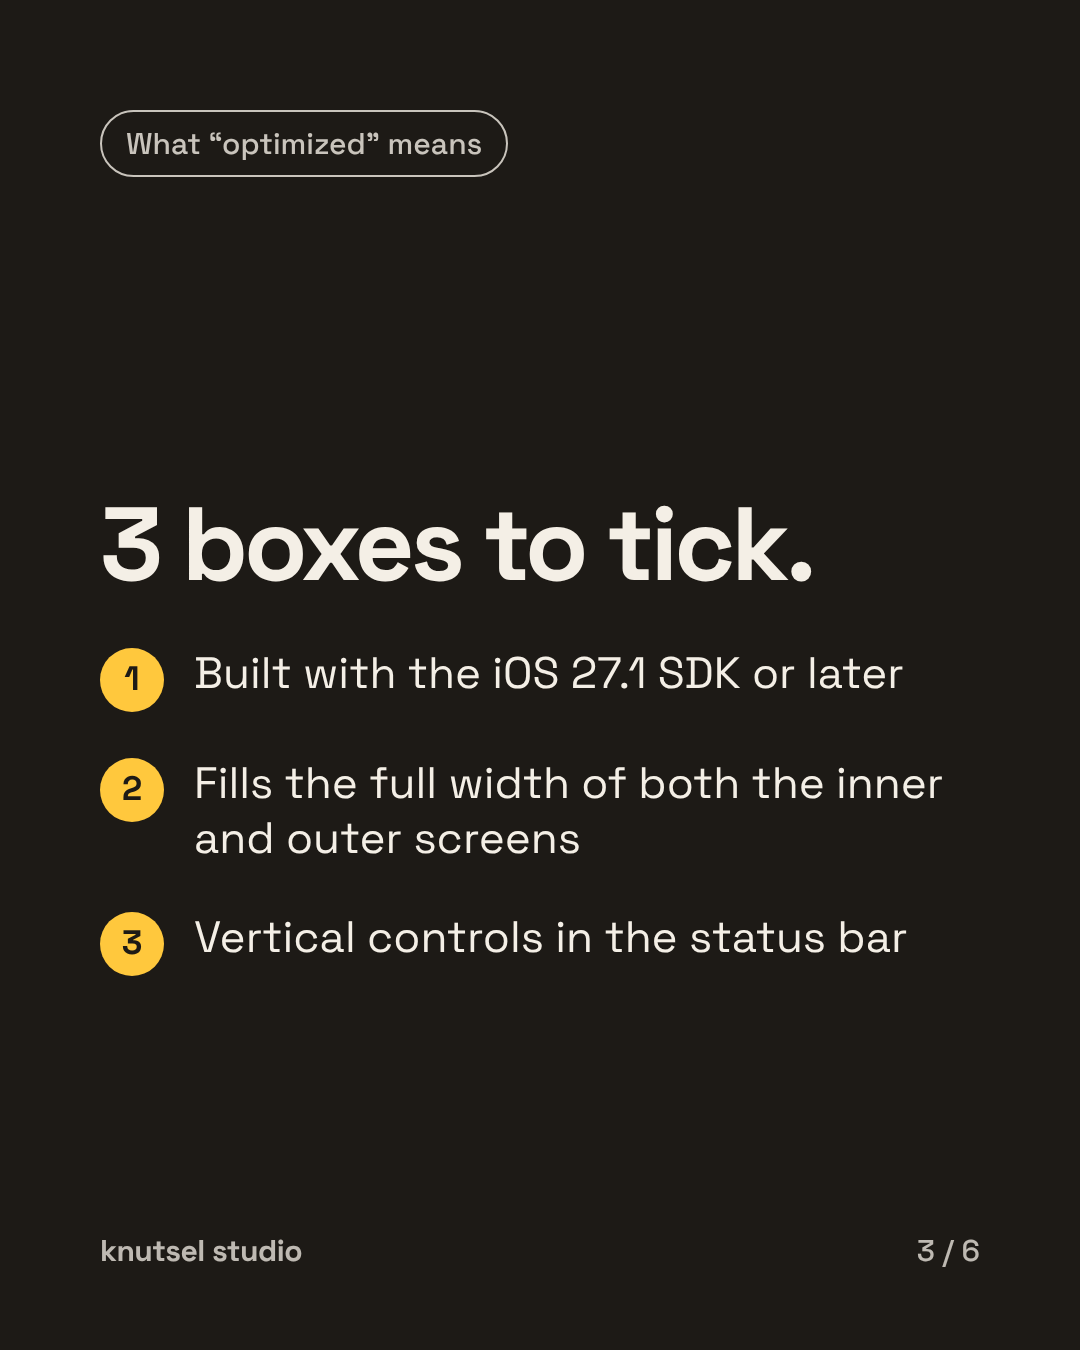 What “optimized” means
3 boxes to tick.
1 Built with the iOS 27.1 SDK or later
2 Fills the full width of both the inner
and outer screens
3 Vertical controls in the status bar
knutsel studio
3 / 6